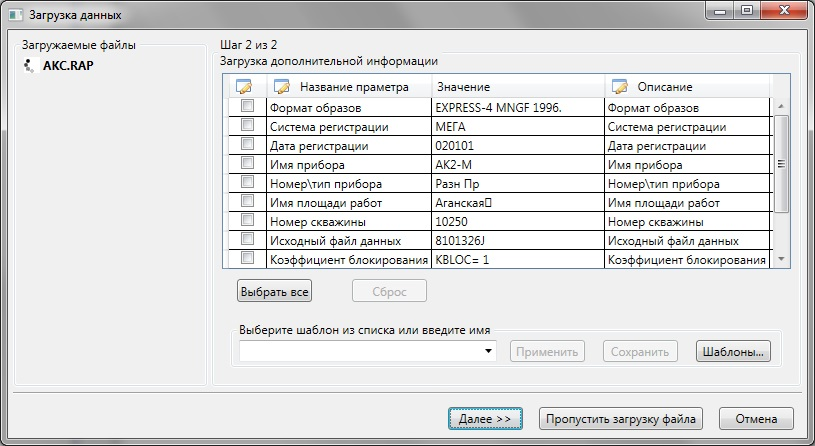 Загрузка данных
Загружаемые файлы
AKC.RAP
Шаг 2 из 2
Загрузка дополнительной информации
Название праметра Значение Описание
Формат образов EXPRESS-4 MNGF 1996. Формат образов
Система регистрации МЕГА Система регистрации
Дата регистрации 020101 Дата регистрации
Имя прибора АК2-М Имя прибора
Номер\тип прибора Разн Пр Номер\тип прибора
Имя площади работ Аганская Имя площади работ
Номер скважины 10250 Номер скважины
Исходный файл данных 8101326J Исходный файл данных
Коэффициент блокирования KBLOC= 1 Коэффициент блокирования
Выбрать все Сброс
Выберите шаблон из списка или введите имя
Применить Сохранить Шаблоны...
Далее >> Пропустить загрузку файла Отмена